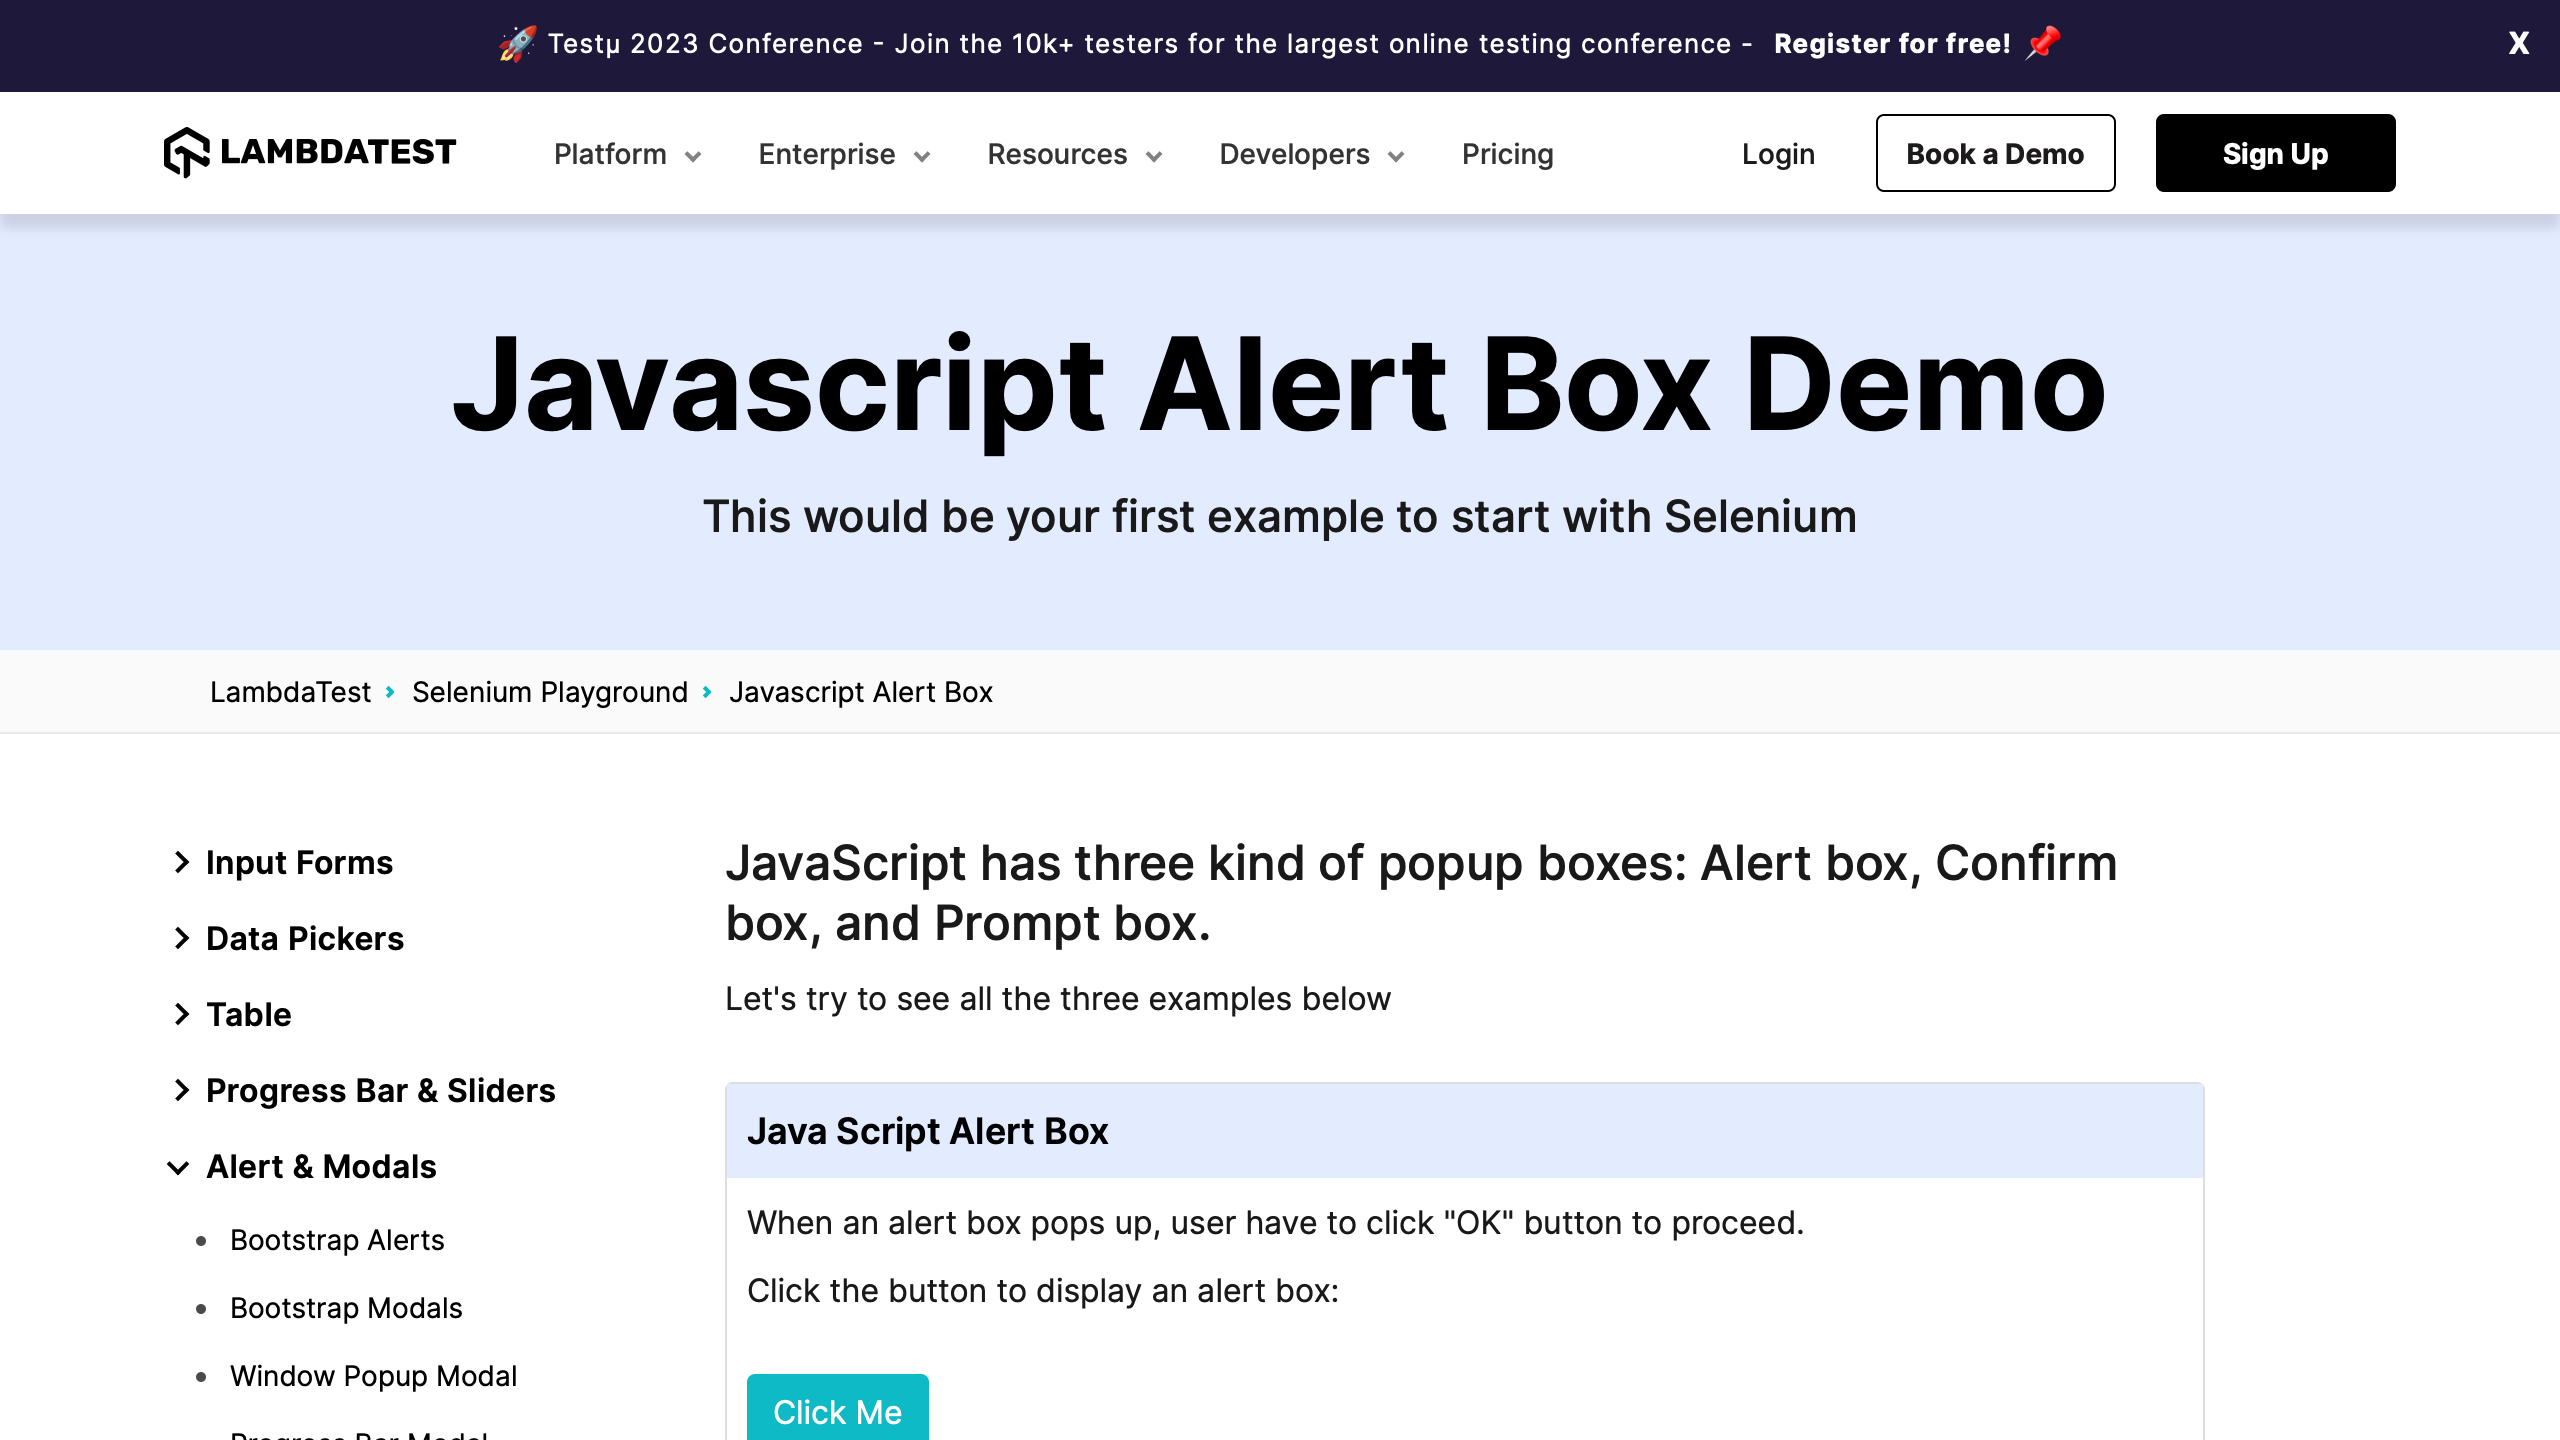 Testμ 2023 Conference - Join the 10k+ testers for the largest online testing conference - Register for free!
X
LAMBDATEST
Platform
Enterprise
Resources
Developers
Pricing
Login
Book a Demo
Sign Up
Javascript Alert Box Demo
This would be your first example to start with Selenium
LambdaTest
Selenium Playground
Javascript Alert Box
Input Forms
Data Pickers
Table
Progress Bar & Sliders
Alert & Modals
Bootstrap Alerts
Bootstrap Modals
Window Popup Modal
Progress Bar Modal
JavaScript has three kind of popup boxes: Alert box, Confirm
box, and Prompt box.
Let's try to see all the three examples below
Java Script Alert Box
When an alert box pops up, user have to click "OK" button to proceed.
Click the button to display an alert box:
Click Me